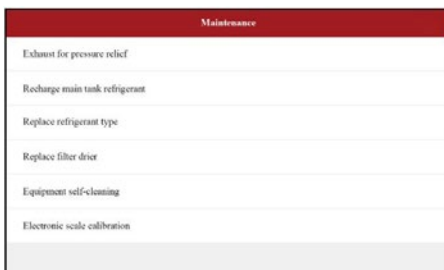 Maintenance
Exhaust for pressure relief
Recharge main tank refrigerant
Replace refrigerant type
Replace filter drier
Equipment self-cleaning
Electronic scale calibration